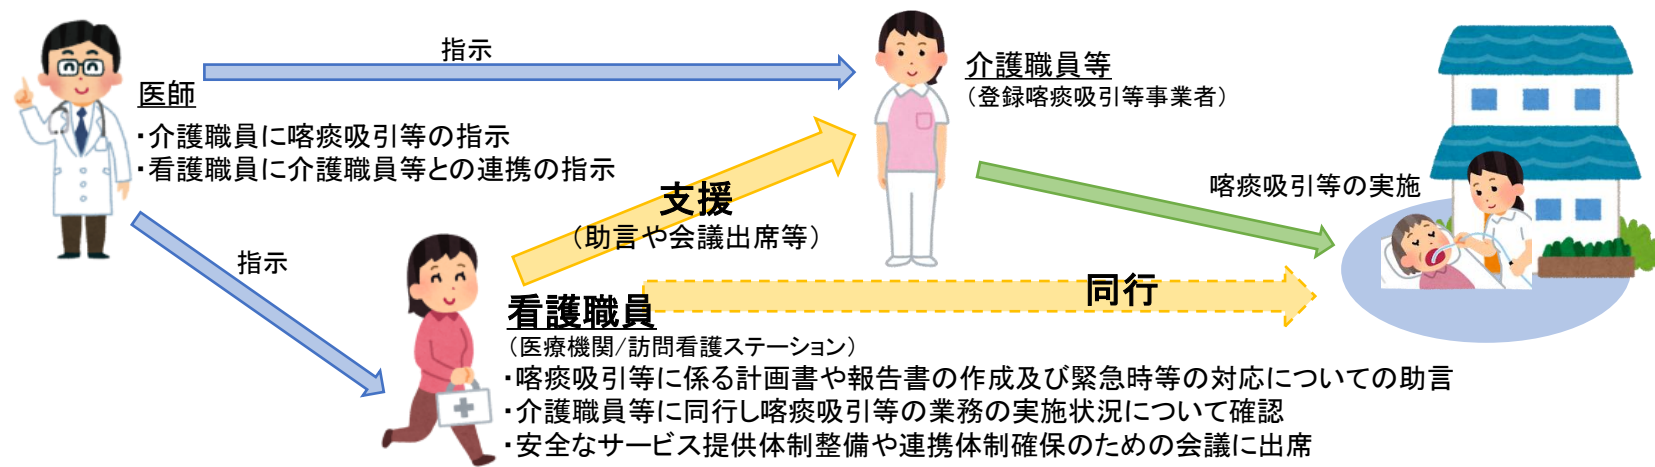 指示
医師
・介護職員に喀痰吸引等の指示
・看護職員に介護職員等との連携の指示
介護職員等
（登録喀痰吸引等事業者）
支援
（助言や会議出席等）
喀痰吸引等の実施
指示
同行
看護職員
（医療機関/訪問看護ステーション）
・喀痰吸引等に係る計画書や報告書の作成及び緊急時等の対応についての助言
・介護職員等に同行し喀痰吸引等の業務の実施状況について確認
・安全なサービス提供体制整備や連携体制確保のための会議に出席